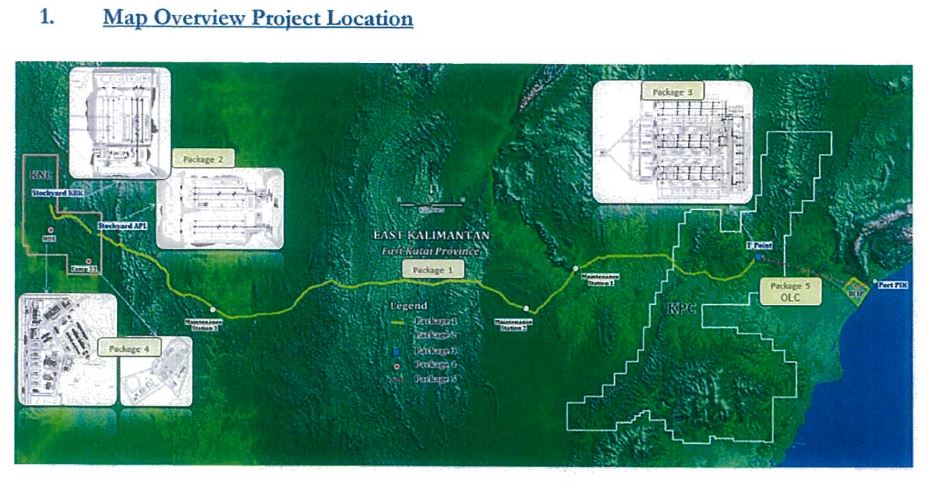 1. Map Overview Project Location
Package 3
Package 2
KNC
Stockyard KBK
Stockyard API
EAST KALIMANTAN
East Kutai Province
T Point
HOS
Camp 22
Package 1
Maintenance
Station 1
Package 5
OLC
Port PIK
Legend
KPC
Maintenance
Station 3
Maintenance
Station 2
Package 1
Package 2
Package 3
Package 4
Package 5
Package 4